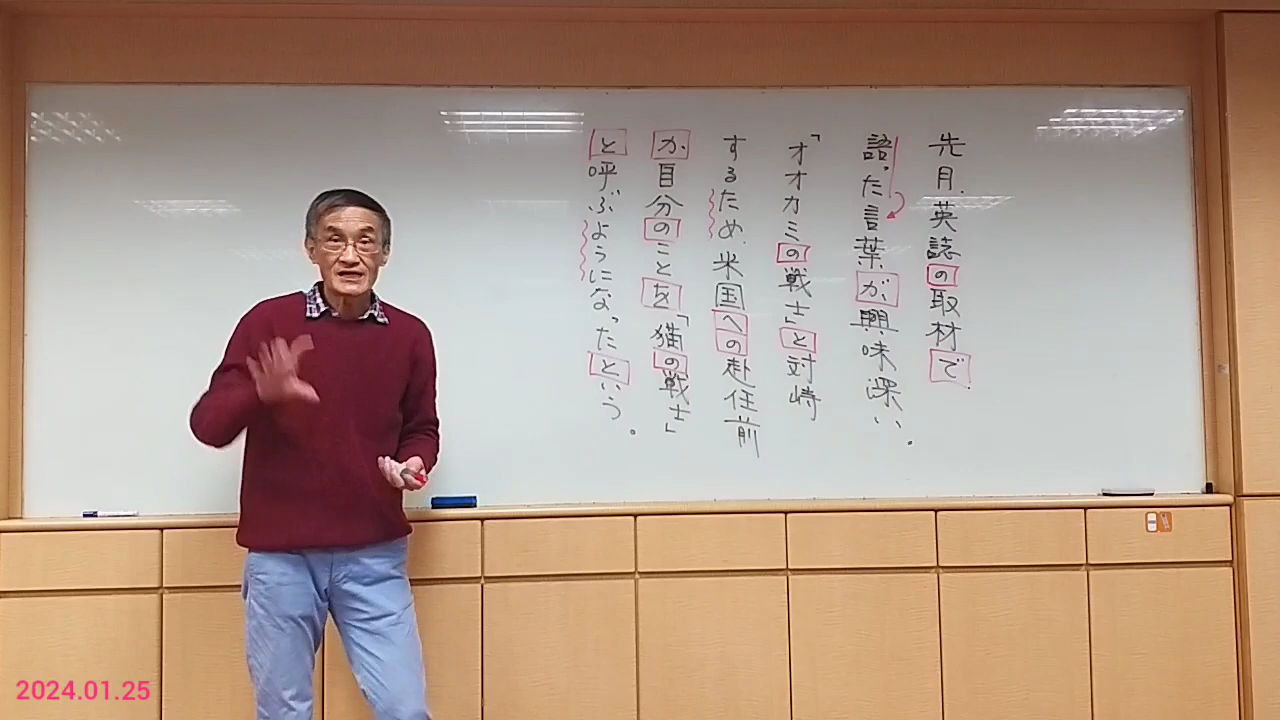 先月、英誌の取材で、
語った言葉が、興味深い。
「オオカミの戦士」と対峙
するため、米国への赴任前
か自分のことを「猫の戦士」
と呼ぶようになったという。
2024.01.25